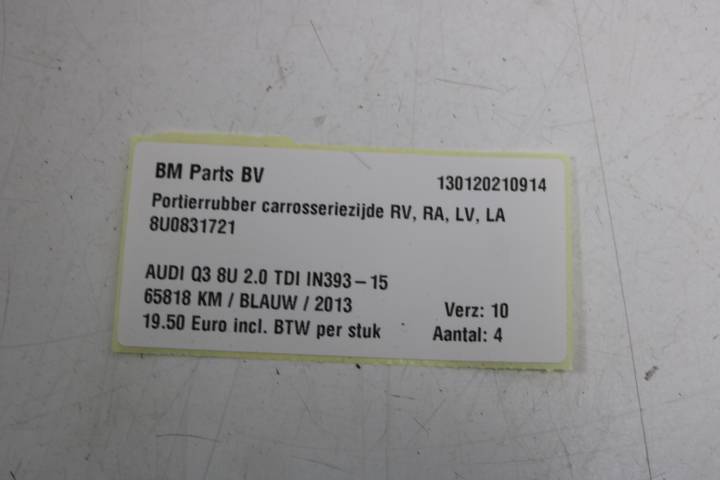 BM Parts BV 130120210914
Portierrubber carrosseriezijde RV, RA, LV, LA
8U0831721
AUDI Q3 8U 2.0 TDI IN393-15
65818 KM / BLAUW / 2013 Verz: 10
19.50 Euro incl. BTW per stuk Aantal: 4